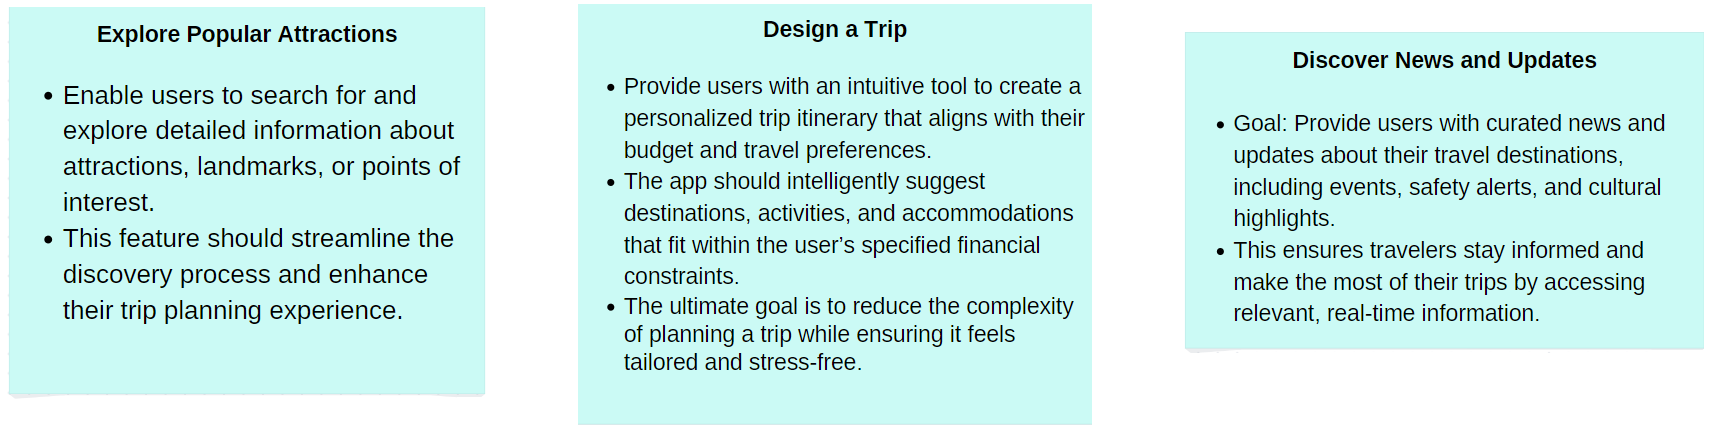 Explore Popular Attractions
• Enable users to search for and
explore detailed information about
attractions, landmarks, or points of
interest.
• This feature should streamline the
discovery process and enhance
their trip planning experience.
Design a Trip
• Provide users with an intuitive tool to create a
personalized trip itinerary that aligns with their
budget and travel preferences.
• The app should intelligently suggest
destinations, activities, and accommodations
that fit within the user’s specified financial
constraints.
• The ultimate goal is to reduce the complexity
of planning a trip while ensuring it feels
tailored and stress-free.
Discover News and Updates
• Goal: Provide users with curated news and
updates about their travel destinations,
including events, safety alerts, and cultural
highlights.
• This ensures travelers stay informed and
make the most of their trips by accessing
relevant, real-time information.